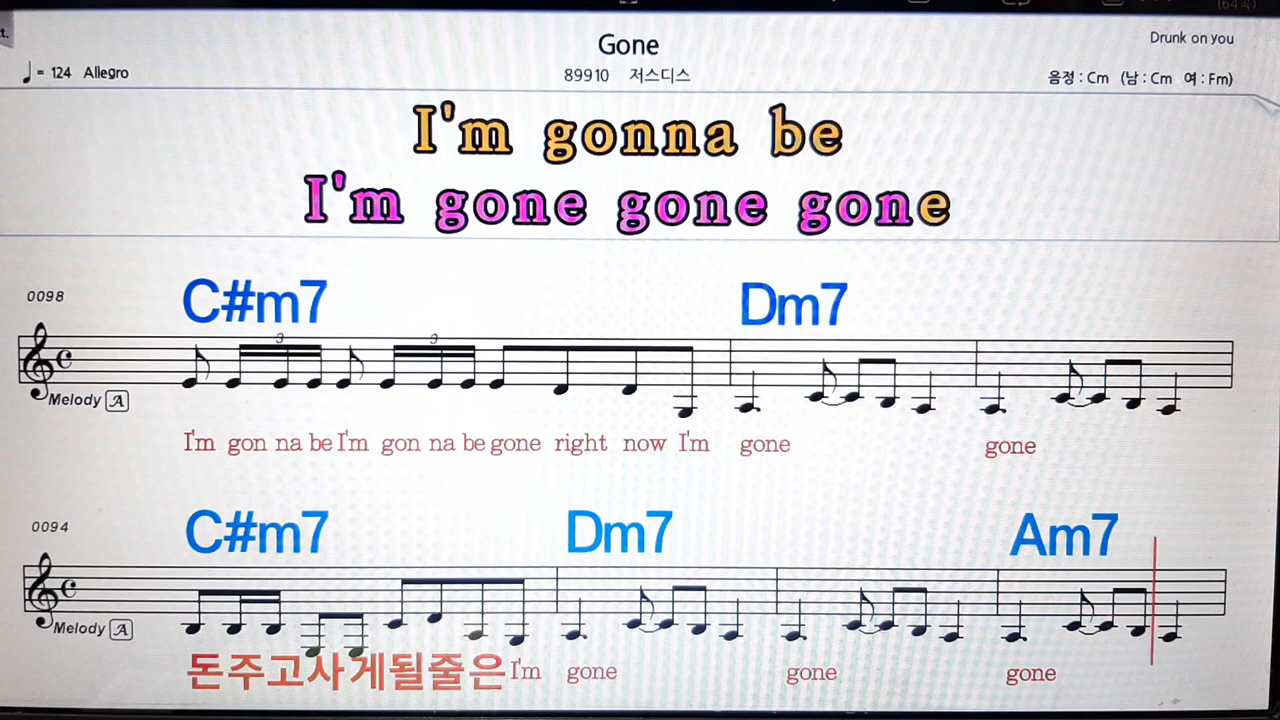 t.
Gone
Drunk on you
= 124 Allegro
89910 저스디스
음정 : Cm (남 : Cm 여 : Fm)
I'm gonna be
I'm gone gone gone
0098
C#m7 Dm7
3 3
Melody A
I'm gon na be I'm gon na be gone right now I'm gone gone
0094
C#m7 Dm7 Am7
Melody A
돈주고사게될줄은 I'm gone gone gone